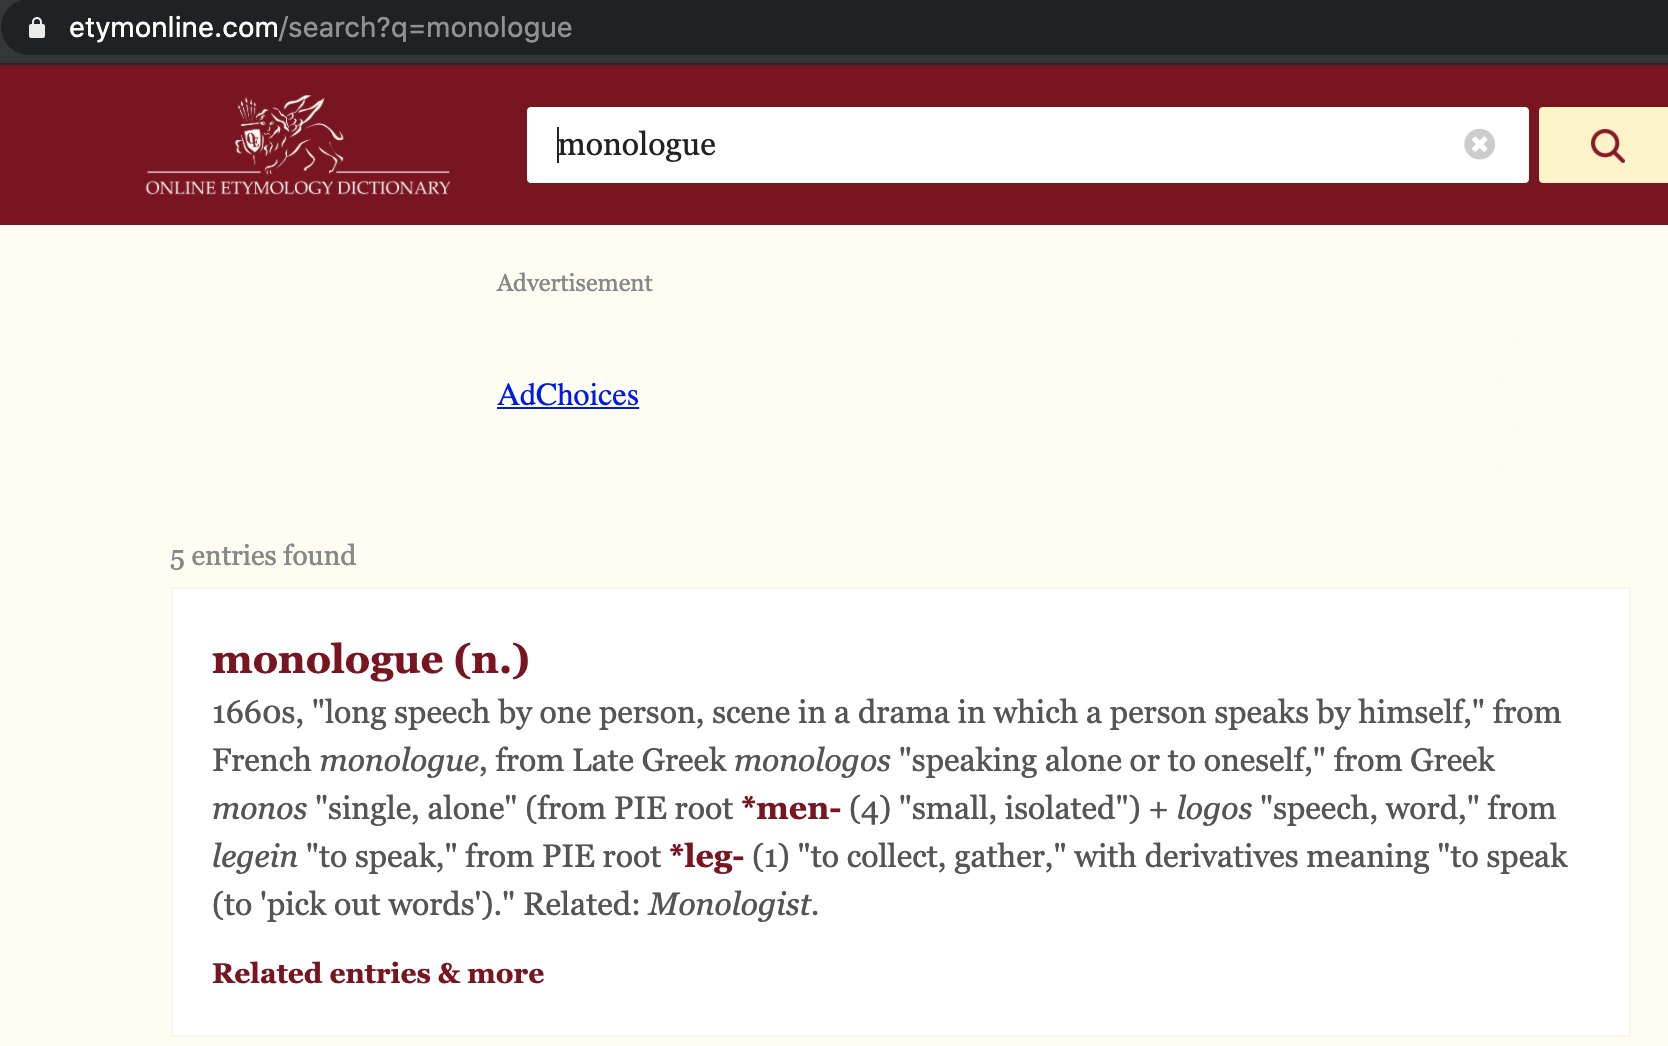 etymonline.com/search?q=monologue
ONLINE ETYMOLOGY DICTIONARY
monologue
Advertisement
AdChoices
5 entries found
monologue (n.)
1660s, "long speech by one person, scene in a drama in which a person speaks by himself," from
French monologue, from Late Greek monologos "speaking alone or to oneself," from Greek
monos "single, alone" (from PIE root *men- (4) "small, isolated") + logos "speech, word," from
legein "to speak," from PIE root *leg- (1) "to collect, gather," with derivatives meaning "to speak
(to 'pick out words')." Related: Monologist.
Related entries & more